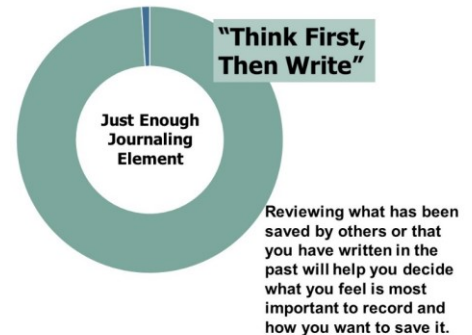 "Think First,
Then Write"
Just Enough
Journaling
Element
Reviewing what has been
saved by others or that
you have written in the
past will help you decide
what you feel is most
important to record and
how you want to save it.